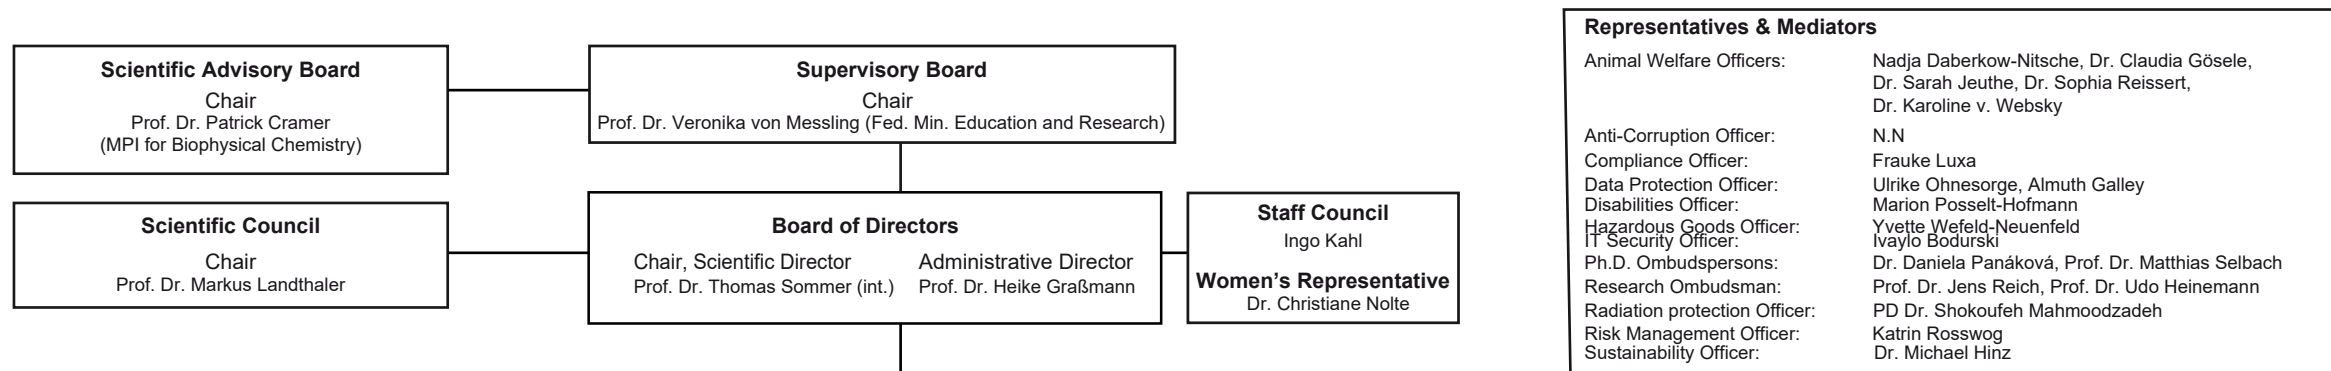 Scientific Advisory Board
Chair
Prof. Dr. Patrick Cramer
(MPI for Biophysical Chemistry)
Supervisory Board
Chair
Prof. Dr. Veronika von Messling (Fed. Min. Education and Research)
Scientific Council
Chair
Prof. Dr. Markus Landthaler
Board of Directors
Chair, Scientific Director
Prof. Dr. Thomas Sommer (int.)
Administrative Director
Prof. Dr. Heike Graßmann
Staff Council
Ingo Kahl
Women’s Representative
Dr. Christiane Nolte
Representatives & Mediators
Animal Welfare Officers: Nadja Daberkow-Nitsche, Dr. Claudia Gösele,
Dr. Sarah Jeuthe, Dr. Sophia Reissert,
Dr. Karoline v. Websky
Anti-Corruption Officer: N.N
Compliance Officer: Frauke Luxa
Data Protection Officer: Ulrike Ohnesorge, Almuth Galley
Disabilities Officer: Marion Posselt-Hofmann
Hazardous Goods Officer: Yvette Wefeld-Neuenfeld
IT Security Officer: Ivaylo Bodurski
Ph.D. Ombudspersons: Dr. Daniela Panáková, Prof. Dr. Matthias Selbach
Research Ombudsman: Prof. Dr. Jens Reich, Prof. Dr. Udo Heinemann
Radiation protection Officer: PD Dr. Shokoufeh Mahmoodzadeh
Risk Management Officer: Katrin Rosswog
Sustainability Officer: Dr. Michael Hinz